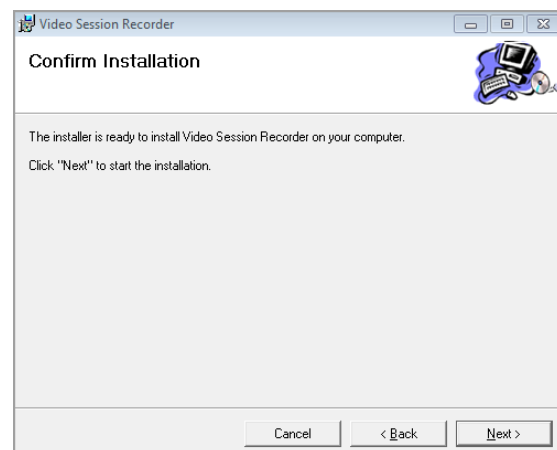 Video Session Recorder
Confirm Installation
The installer is ready to install Video Session Recorder on your computer.
Click "Next" to start the installation.
Cancel
< Back
Next >